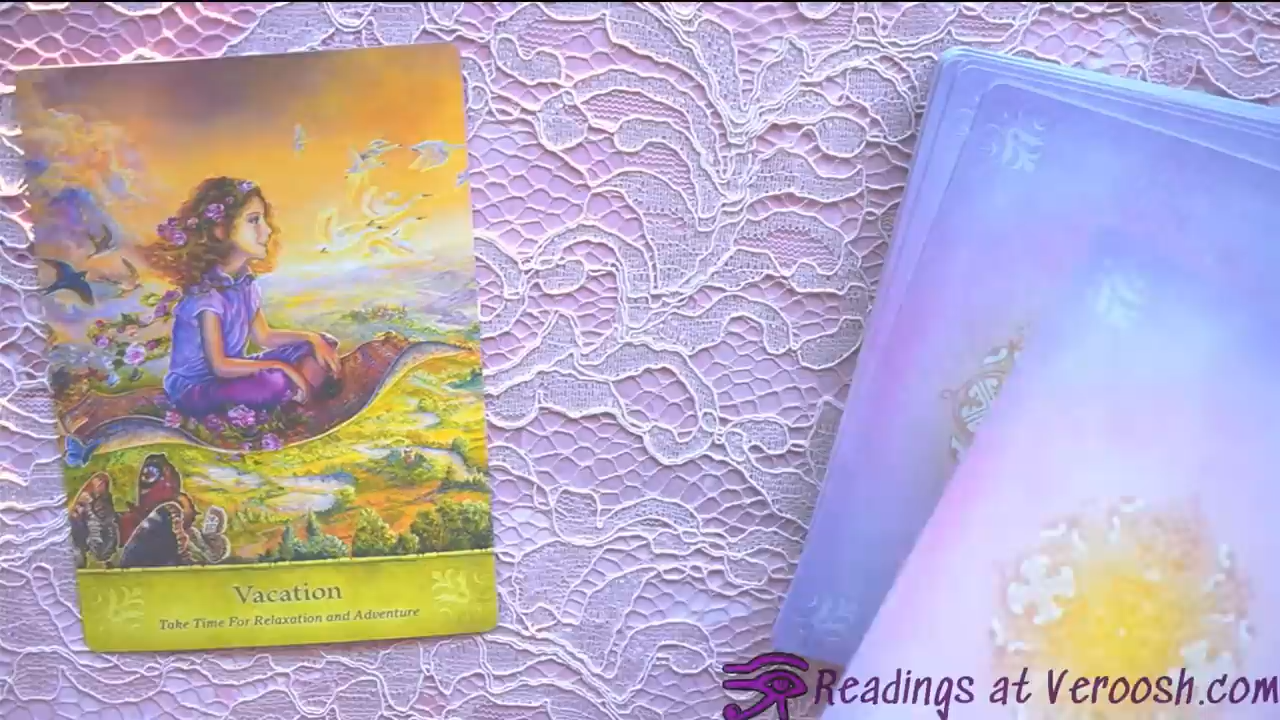 Vacation
Take Time For Relaxation and Adventure
Readings at Veroosh.com